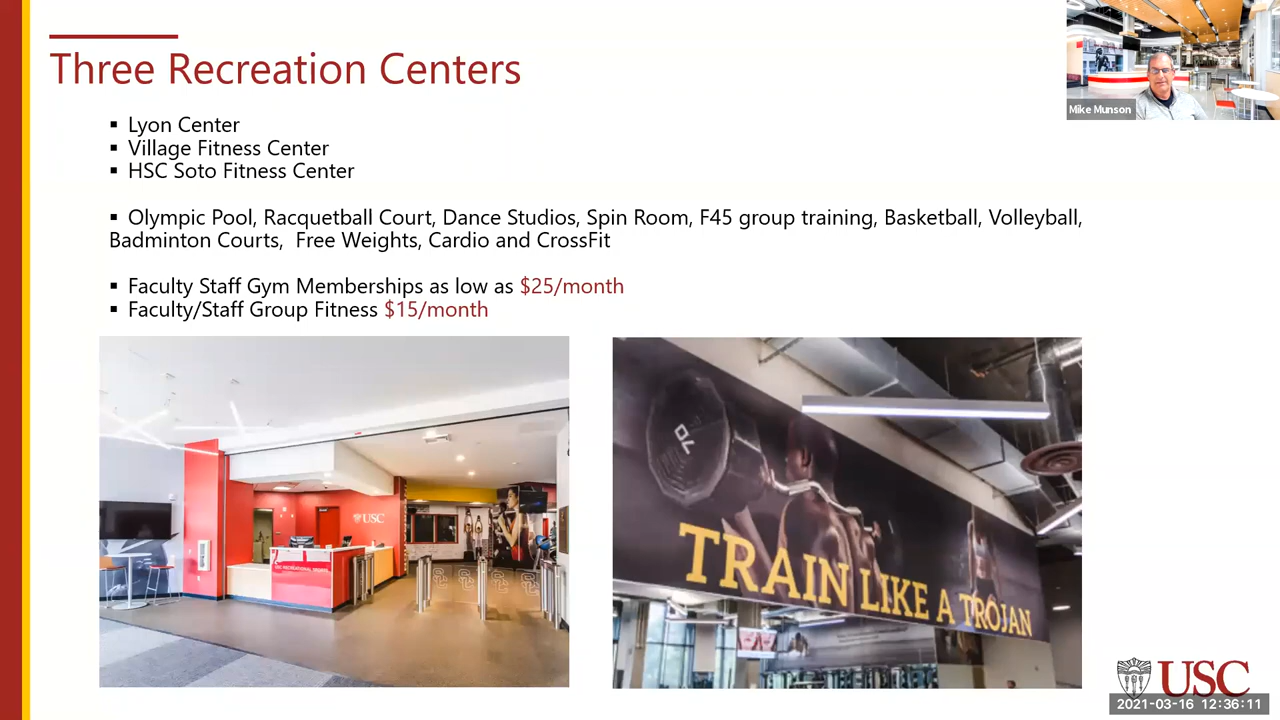 Three Recreation Centers
Mike Munson
▪ Lyon Center
▪ Village Fitness Center
▪ HSC Soto Fitness Center
▪ Olympic Pool, Racquetball Court, Dance Studios, Spin Room, F45 group training, Basketball, Volleyball,
Badminton Courts, Free Weights, Cardio and CrossFit
▪ Faculty Staff Gym Memberships as low as $25/month
▪ Faculty/Staff Group Fitness $15/month
USC
70
TRAIN LIKE A TROJAN
USC
2021-03-16 12:36:11